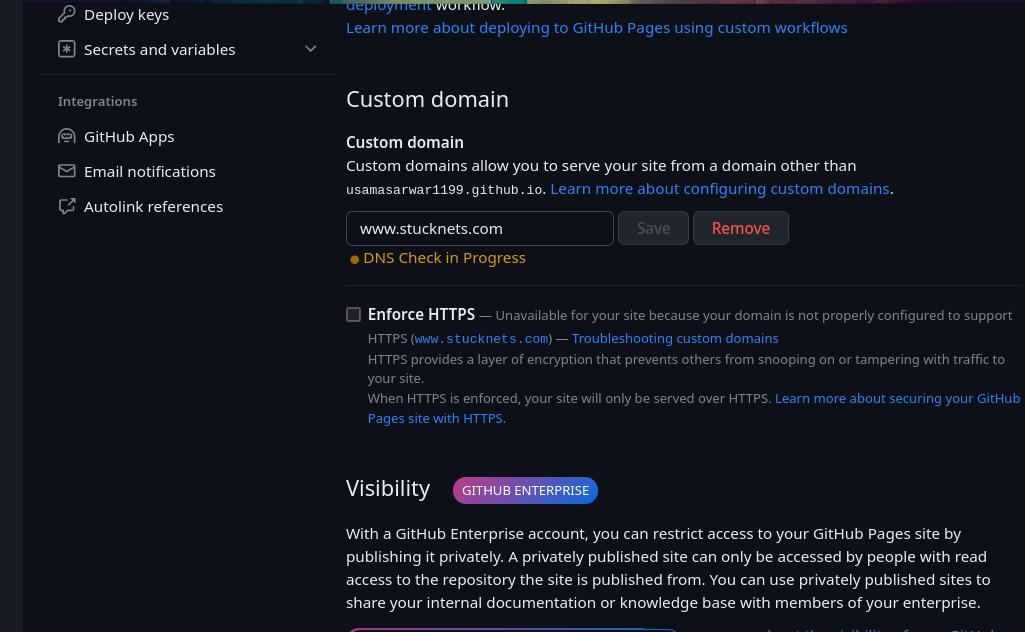 Deploy keys
Secrets and variables
Integrations
GitHub Apps
Email notifications
Autolink references
deployment workflow.
Learn more about deploying to GitHub Pages using custom workflows
Custom domain
Custom domain
Custom domains allow you to serve your site from a domain other than
usamasarwar1199.github.io. Learn more about configuring custom domains.
www.stucknets.com Save Remove
DNS Check in Progress
Enforce HTTPS — Unavailable for your site because your domain is not properly configured to support
HTTPS (www.stucknets.com) — Troubleshooting custom domains
HTTPS provides a layer of encryption that prevents others from snooping on or tampering with traffic to
your site.
When HTTPS is enforced, your site will only be served over HTTPS. Learn more about securing your GitHub
Pages site with HTTPS.
Visibility GITHUB ENTERPRISE
With a GitHub Enterprise account, you can restrict access to your GitHub Pages site by
publishing it privately. A privately published site can only be accessed by people with read
access to the repository the site is published from. You can use privately published sites to
share your internal documentation or knowledge base with members of your enterprise.